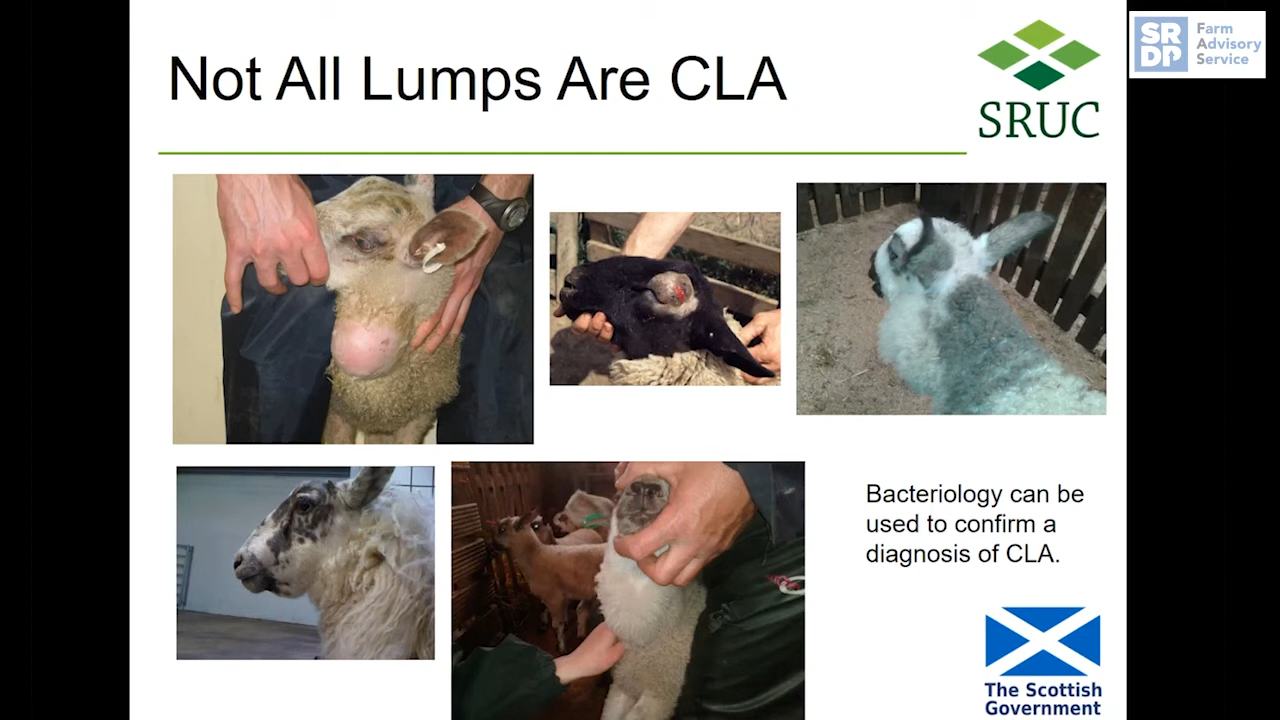 Not All Lumps Are CLA
SRUC
SRDP
Farm
Advisory
Service
Bacteriology can be
used to confirm a
diagnosis of CLA.
The Scottish
Government